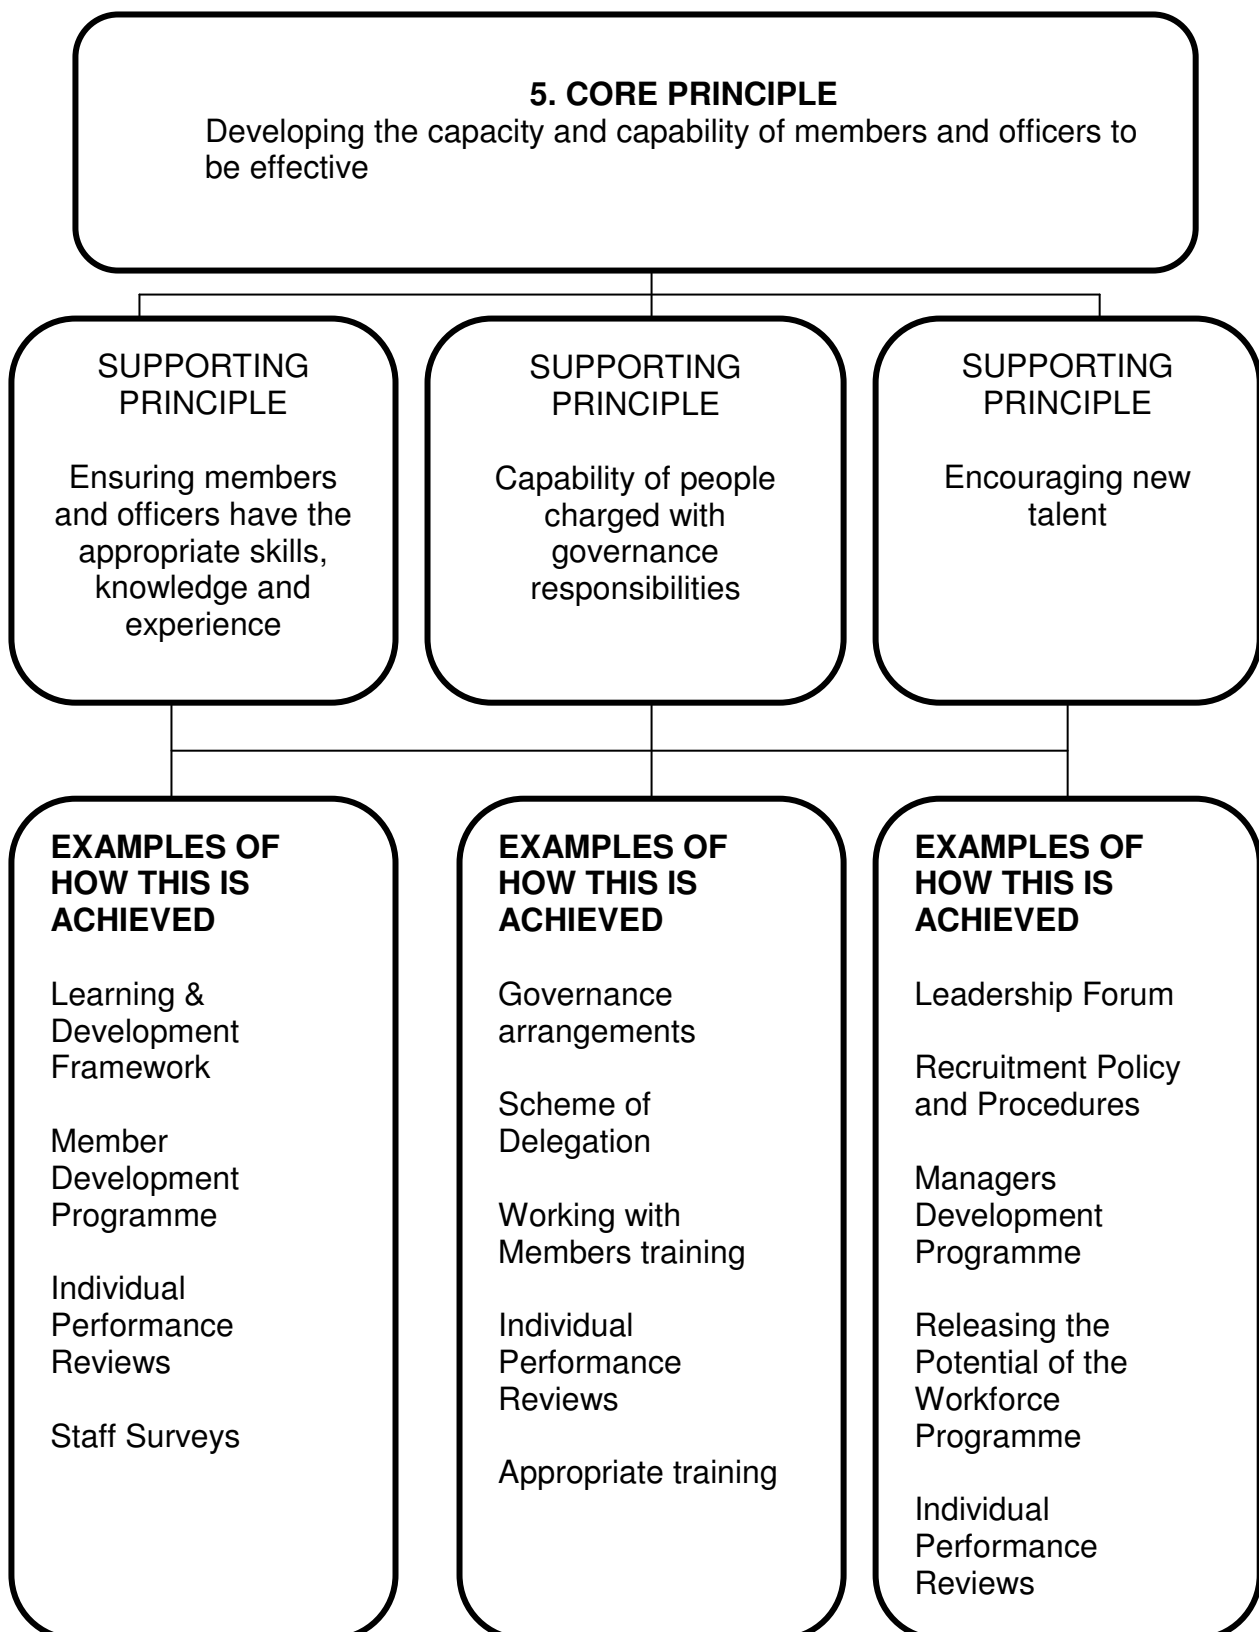 5. CORE PRINCIPLE
Developing the capacity and capability of members and officers to
be effective
SUPPORTING
PRINCIPLE
Ensuring members
and officers have the
appropriate skills,
knowledge and
experience
SUPPORTING
PRINCIPLE
Capability of people
charged with
governance
responsibilities
SUPPORTING
PRINCIPLE
Encouraging new
talent
EXAMPLES OF
HOW THIS IS
ACHIEVED
Learning &
Development
Framework
Member
Development
Programme
Individual
Performance
Reviews
Staff Surveys
EXAMPLES OF
HOW THIS IS
ACHIEVED
Governance
arrangements
Scheme of
Delegation
Working with
Members training
Individual
Performance
Reviews
Appropriate training
EXAMPLES OF
HOW THIS IS
ACHIEVED
Leadership Forum
Recruitment Policy
and Procedures
Managers
Development
Programme
Releasing the
Potential of the
Workforce
Programme
Individual
Performance
Reviews